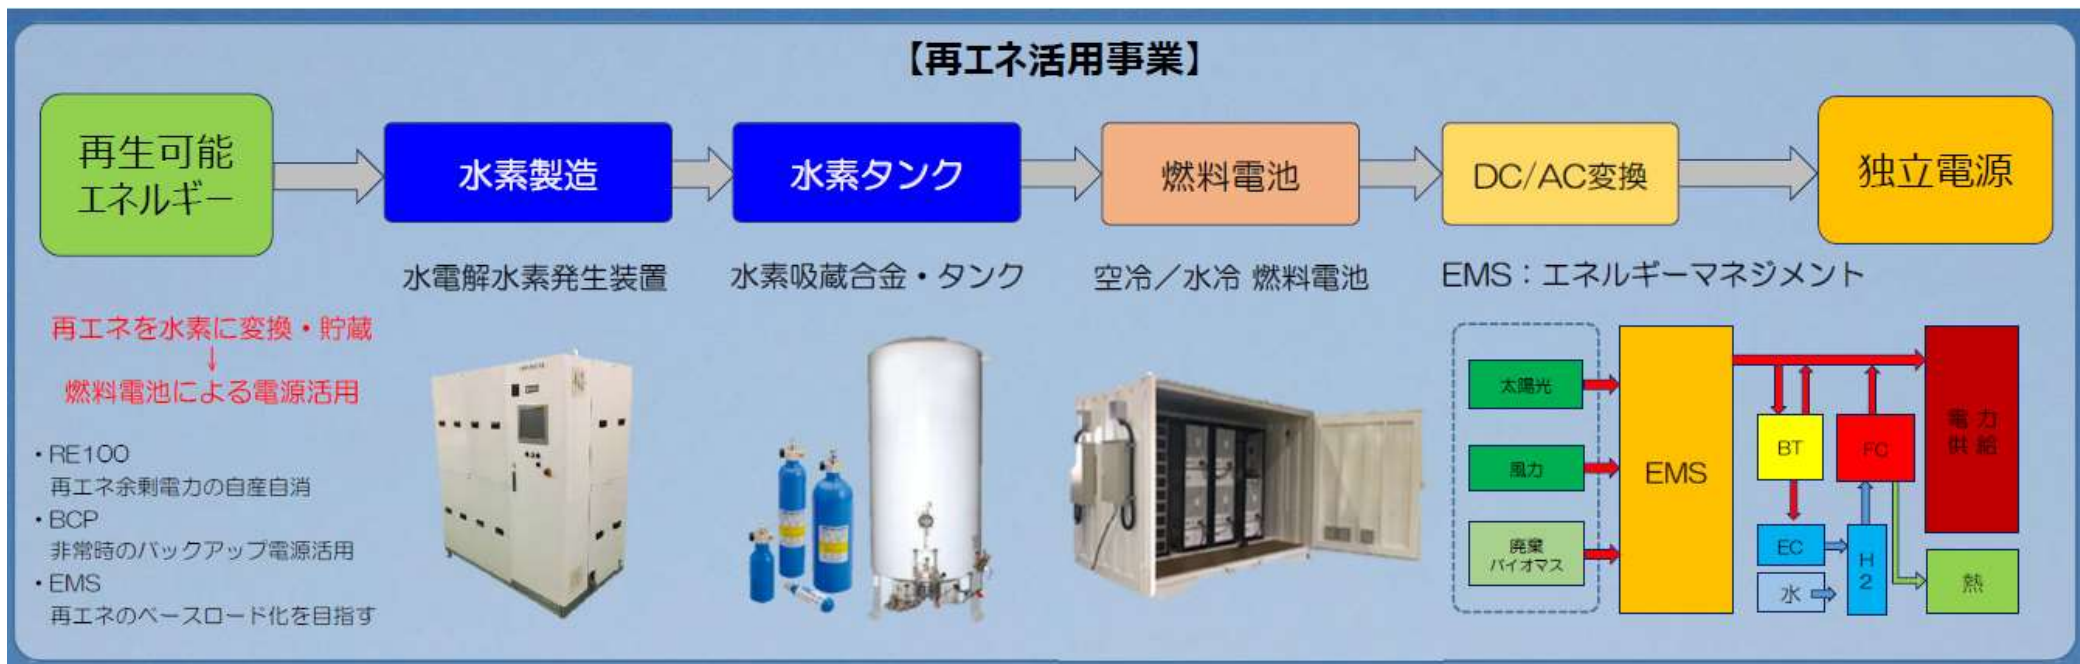 【再エネ活用事業】
再生可能
エネルギー
水素製造
水素タンク
燃料電池
DC/AC変換
独立電源
水電解水素発生装置
水素吸蔵合金・タンク
空冷／水冷 燃料電池
EMS：エネルギーマネジメント
再エネを水素に変換・貯蔵
↓
燃料電池による電源活用
・RE100
再エネ余剰電力の自産自消
・BCP
非常時のバックアップ電源活用
・EMS
再エネのベースロード化を目指す
太陽光
風力
廃棄
バイオマス
EMS
BT
FC
電力
供給
EC
水
H
2
熱